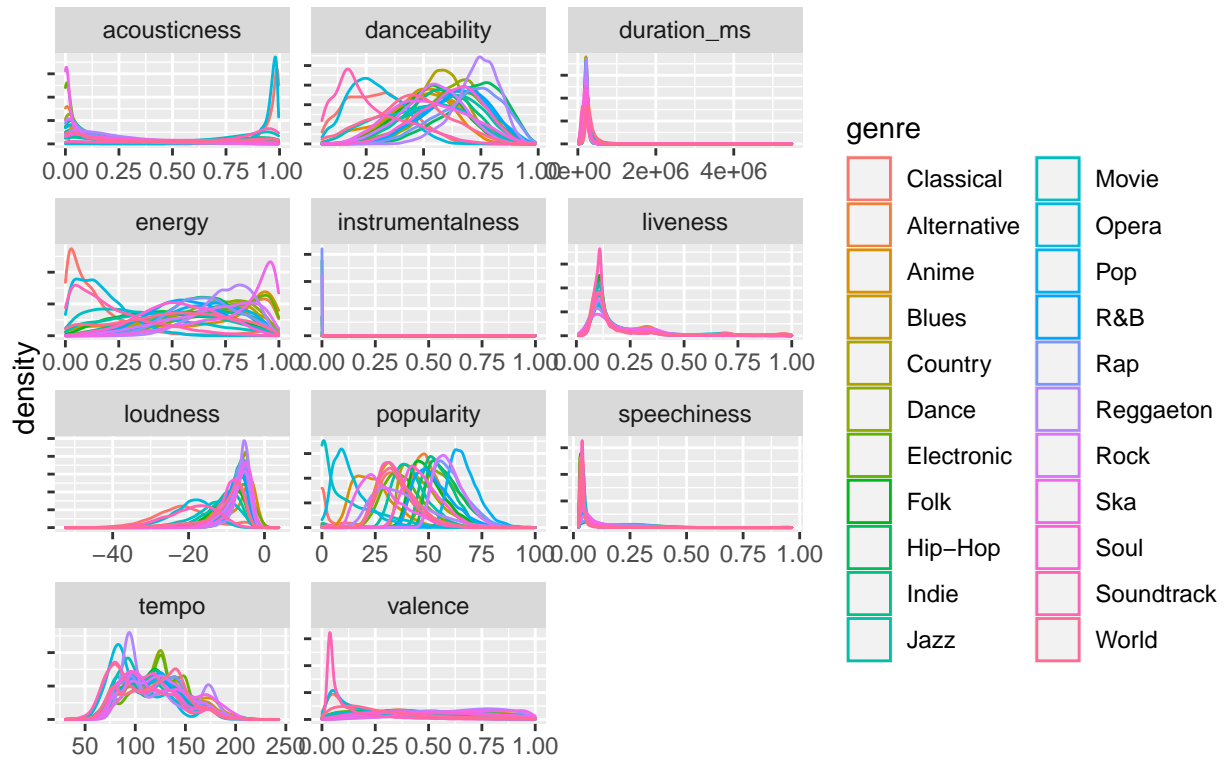 acousticness danceability duration_ms
0.00 0.25 0.50 0.75 1.00 0.25 0.50 0.75 1.00 0e+00 2e+06 4e+06
energy instrumentalness liveness
0.00 0.25 0.50 0.75 1.00 0.00 0.25 0.50 0.75 1.00 0.00 0.25 0.50 0.75 1.00
loudness popularity speechiness
−40 −20 0 0 25 50 75 100 0.00 0.25 0.50 0.75 1.00
tempo valence
50 100 150 200 250 0.00 0.25 0.50 0.75 1.00
density
genre
Classical
Alternative
Anime
Blues
Country
Dance
Electronic
Folk
Hip−Hop
Indie
Jazz
Movie
Opera
Pop
R&B
Rap
Reggaeton
Rock
Ska
Soul
Soundtrack
World